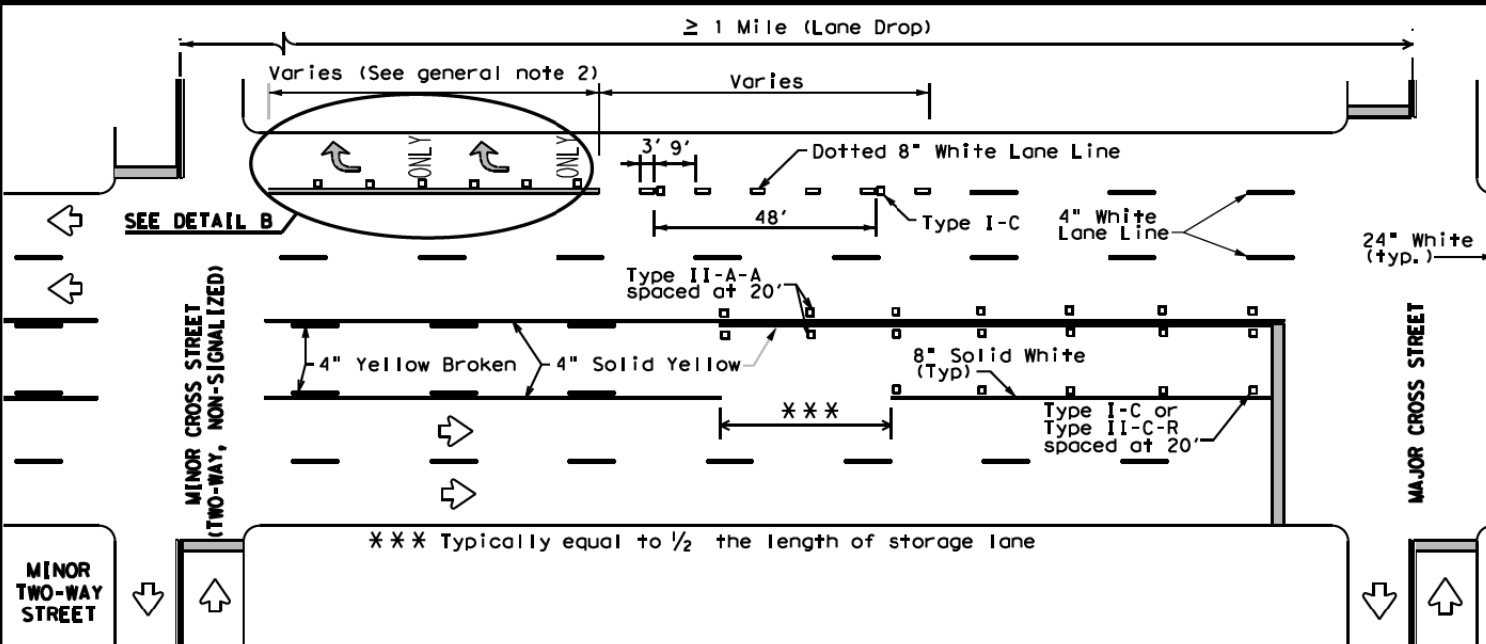 ≥ 1 Mile (Lane Drop)
Varies (See general note 2)
Varies
ONLY
ONLY
3' 9'
Dotted 8" White Lane Line
SEE DETAIL B
48'
Type I-C
4" White
Lane Line
24" White
(typ.)
Type II-A-A
spaced at 20'
MINOR CROSS STREET
(TWO-WAY, NON-SIGNALIZED)
4" Yellow Broken
4" Solid Yellow
8" Solid White
(Typ)
***
Type I-C or
Type II-C-R
spaced at 20'
MAJOR CROSS STREET
*** Typically equal to ½ the length of storage lane
MINOR
TWO-WAY
STREET